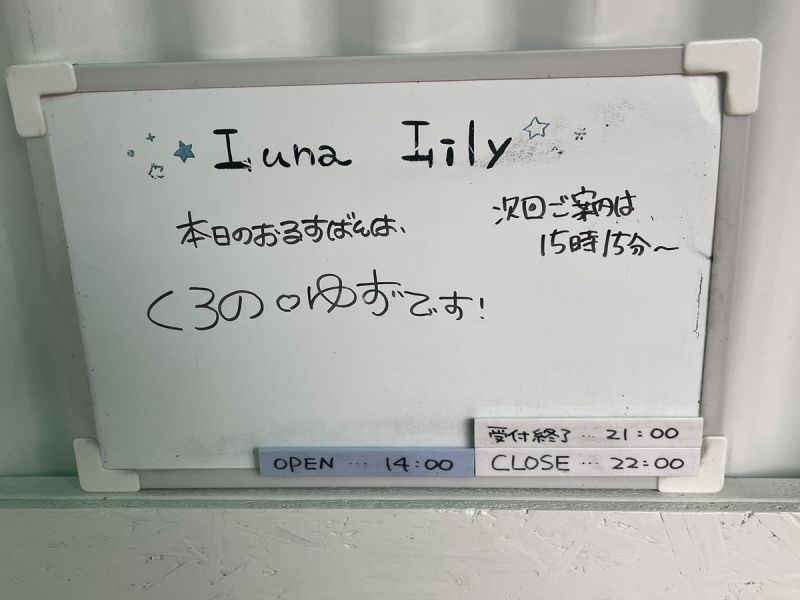 Luna Lily
本日のおるすばんは、
くろの♡ゆずです!
次回ご案内は
15時15分～
受付終了… 21:00
OPEN … 14:00
CLOSE … 22:00